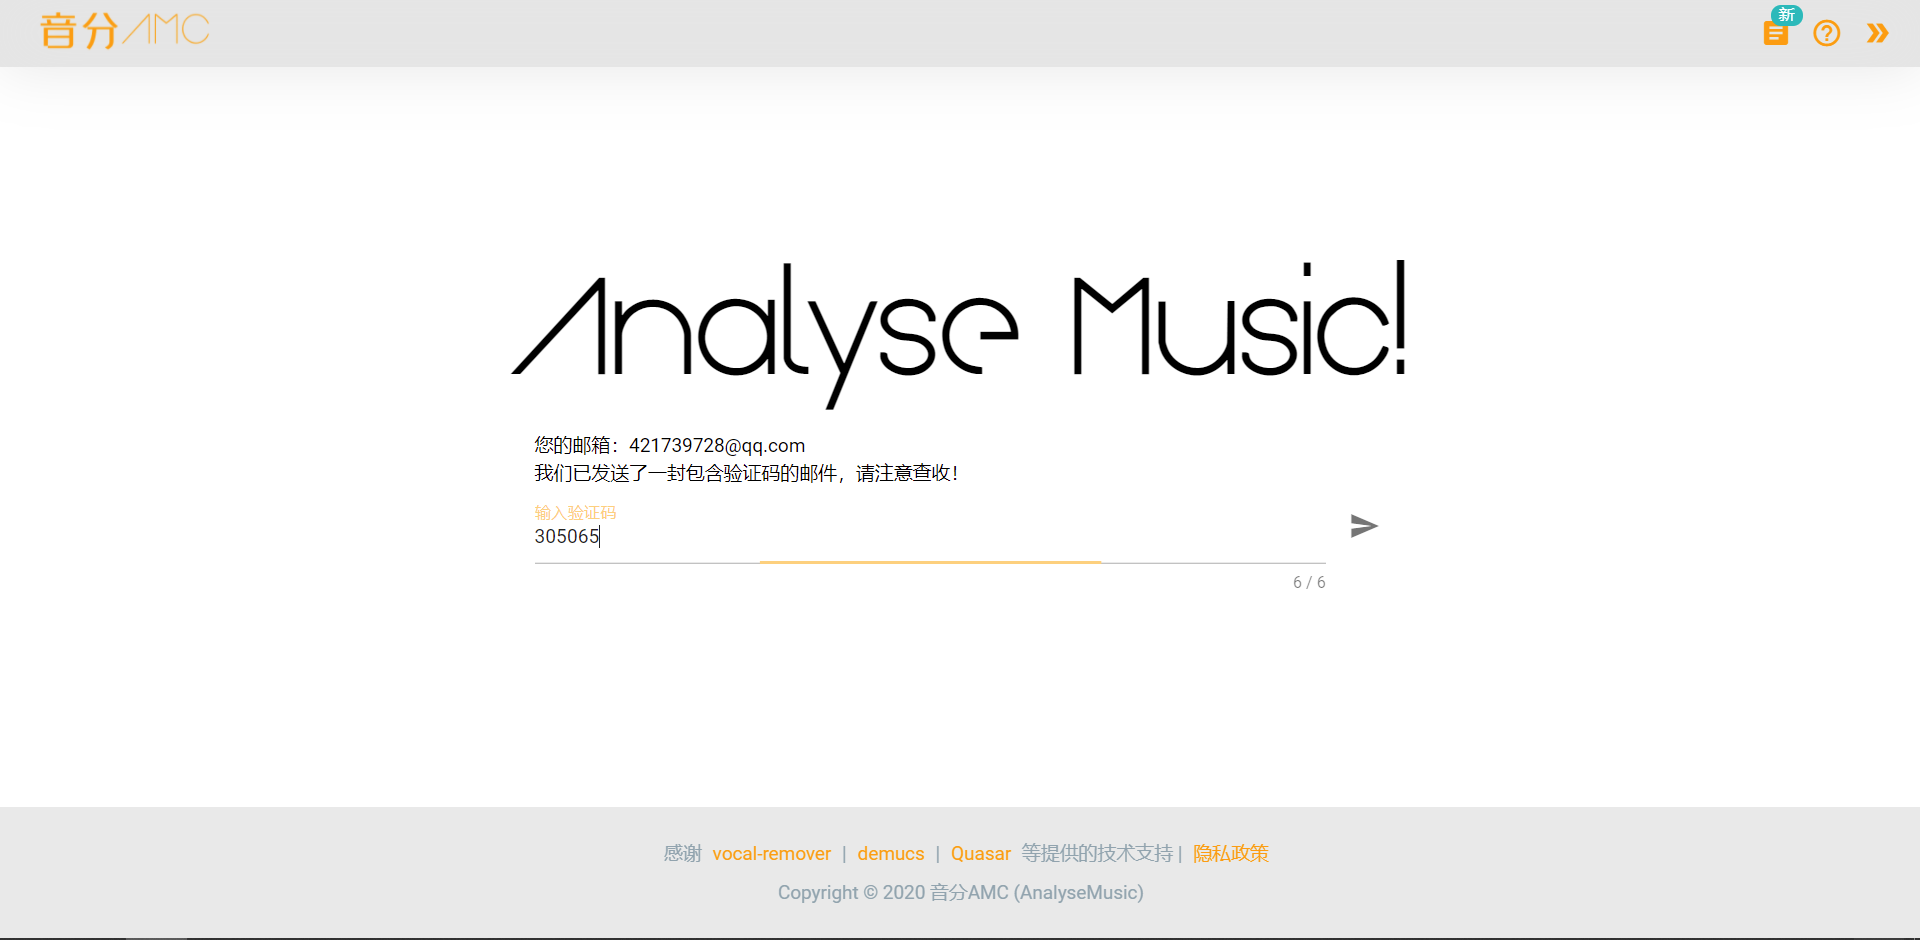 音分AMC
新
Analyse Music!
您的邮箱：421739728@qq.com
我们已发送了一封包含验证码的邮件，请注意查收！
输入验证码
305065
6 / 6
感谢 vocal-remover | demucs | Quasar 等提供的技术支持 | 隐私政策
Copyright © 2020 音分AMC (AnalyseMusic)